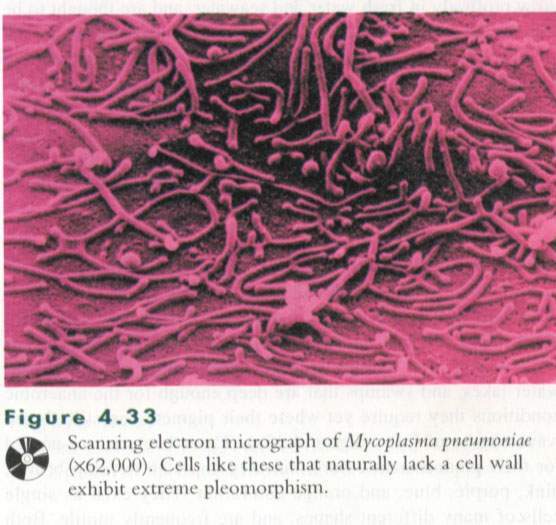 Figure 4.33
Scanning electron micrograph of Mycoplasma pneumoniae
(×62,000). Cells like these that naturally lack a cell wall
exhibit extreme pleomorphism.